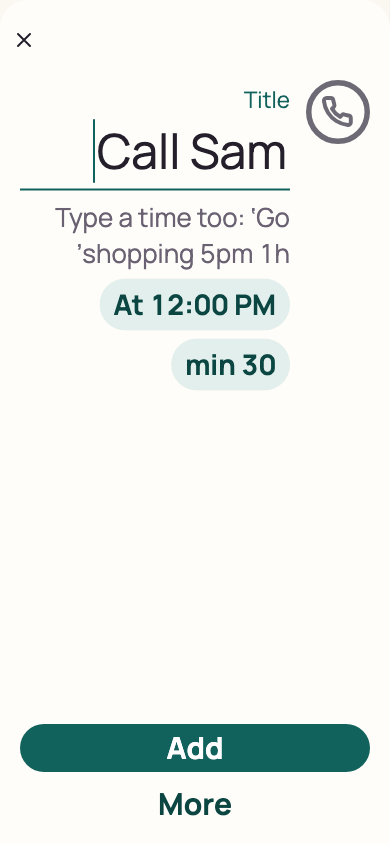 Title
Call Sam
Type a time too: ‘Go
’shopping 5pm 1h
At 12:00 PM
min 30
Add
More